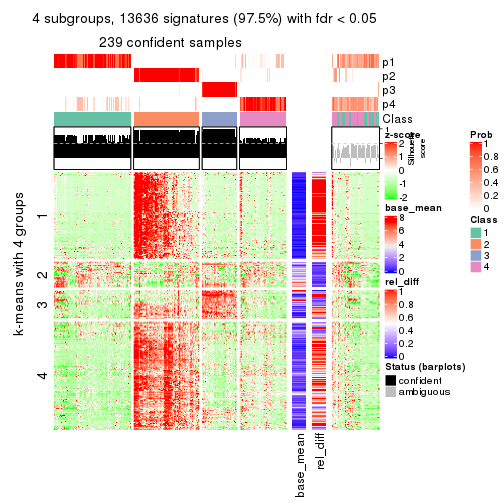 4 subgroups, 13636 signatures (97.5%) with fdr < 0.05
239 confident samples
p1
p2
p3
p4
Class
1
Silhouette
score
z-score
2
1
0
-1
-2
base_mean
8
6
4
2
0
rel_diff
1
0.8
0.6
0.4
0.2
0
Status (barplots)
confident
ambiguous
Prob
1
0.8
0.6
0.4
0.2
0
Class
1
2
3
4
k-means with 4 groups
1
2
3
4
base_mean
rel_diff